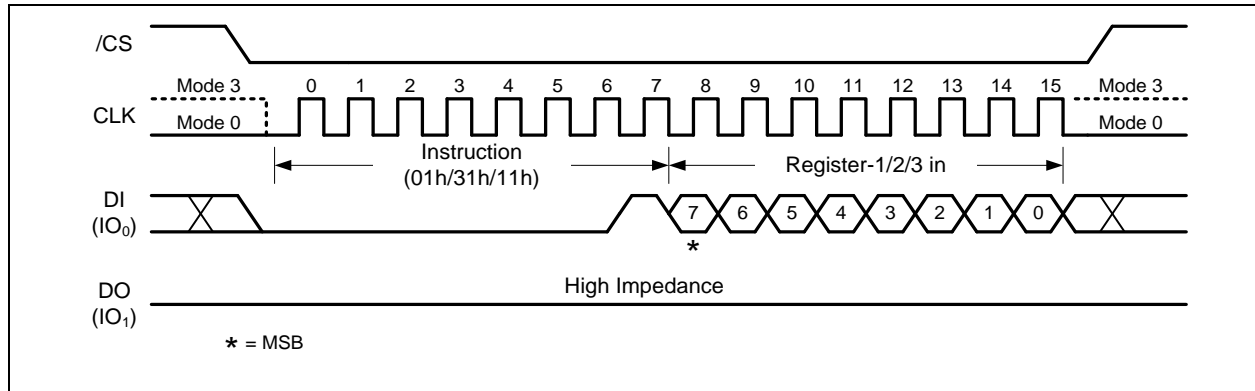 /CS
Mode 3 0 1 2 3 4 5 6 7 8 9 10 11 12 13 14 15 Mode 3
CLK
Mode 0 Mode 0
Instruction
(01h/31h/11h)
Register-1/2/3 in
DI
(IO₀)
7 6 5 4 3 2 1 0
*
High Impedance
DO
(IO₁)
* = MSB